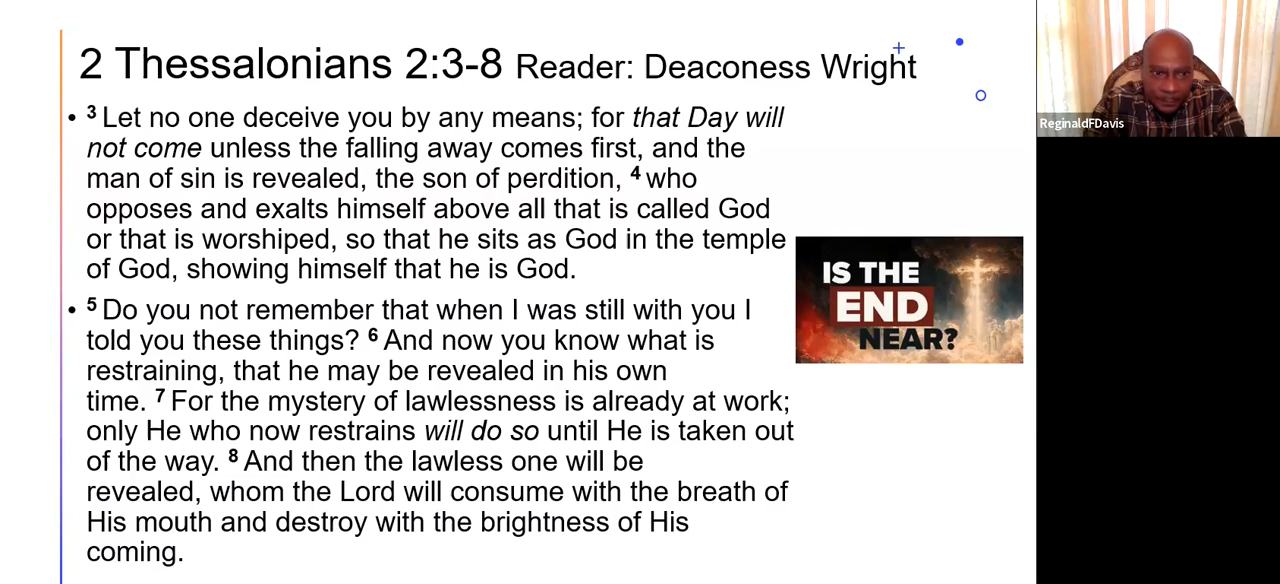 2 Thessalonians 2:3-8 Reader: Deaconess Wright
• 3 Let no one deceive you by any means; for that Day will
not come unless the falling away comes first, and the
man of sin is revealed, the son of perdition, 4 who
opposes and exalts himself above all that is called God
or that is worshiped, so that he sits as God in the temple
of God, showing himself that he is God.
• 5 Do you not remember that when I was still with you I
told you these things? 6 And now you know what is
restraining, that he may be revealed in his own
time. 7 For the mystery of lawlessness is already at work;
only He who now restrains will do so until He is taken out
of the way. 8 And then the lawless one will be
revealed, whom the Lord will consume with the breath of
His mouth and destroy with the brightness of His
coming.
IS THE
END
NEAR?
ReginaldFDavis